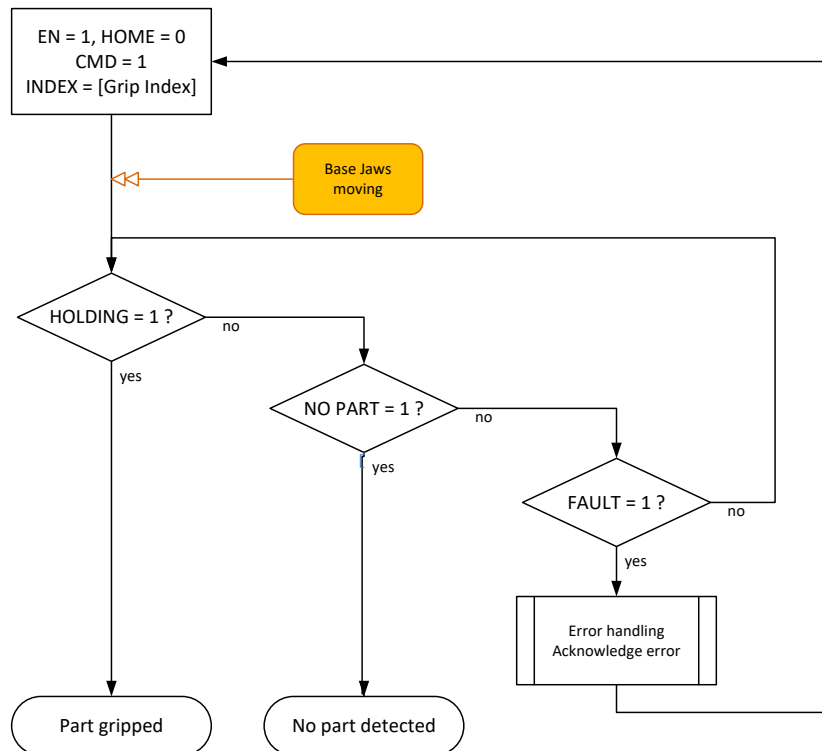 EN = 1, HOME = 0
CMD = 1
INDEX = [Grip Index]
Base Jaws
moving
HOLDING = 1 ?
no
yes
NO PART = 1 ?
no
yes
FAULT = 1 ?
no
yes
Error handling
Acknowledge error
Part gripped
No part detected